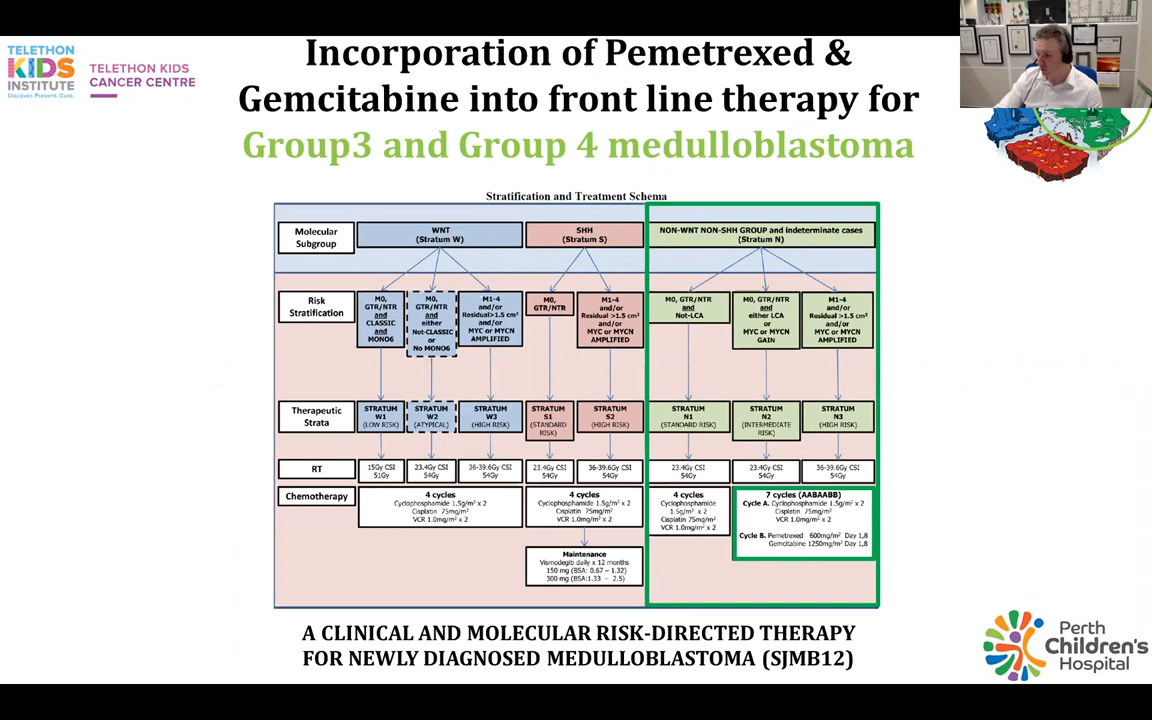 TELETHON
KIDS
INSTITUTE
Discover. Prevent. Cure.
TELETHON KIDS
CANCER CENTRE
Incorporation of Pemetrexed &
Gemcitabine into front line therapy for
Group3 and Group 4 medulloblastoma
WNT
Stratification and Treatment Schema
Molecular
Subgroup
WNT
(Stratum W)
SHH
(Stratum S)
NON-WNT NON-SHH GROUP and indeterminate cases
(Stratum N)
Risk
Stratification
M0,
GTR/NTR
and
CLASSIC
and
MONO6
M0,
GTR/NTR
and
either
Not-CLASSIC
or
No MONO6
M1-4
and/or
Residual>1.5 cm²
and/or
MYC or MYCN
AMPLIFIED
M0,
GTR/NTR
M1-4
and/or
Residual >1.5 cm²
and/or
MYC or MYCN
AMPLIFIED
M0, GTR/NTR
and
Not-LCA
M0, GTR/NTR
and
either LCA
or
MYC or MYCN
GAIN
M1-4
and/or
Residual >1.5 cm²
and/or
MYC or MYCN
AMPLIFIED
Therapeutic
Strata
STRATUM
W1
(LOW RISK)
STRATUM
W2
(ATYPICAL)
STRATUM
W3
(HIGH RISK)
STRATUM
S1
(STANDARD
RISK)
STRATUM
S2
(HIGH RISK)
STRATUM
N1
(STANDARD RISK)
STRATUM
N2
(INTERMEDIATE
RISK)
STRATUM
N3
(HIGH RISK)
RT
15Gy CSI
51Gy
23.4Gy CSI
54Gy
36-39.6Gy CSI
54Gy
23.4Gy CSI
54Gy
36-39.6Gy CSI
54Gy
23.4Gy CSI
54Gy
23.4Gy CSI
54Gy
36-39.6Gy CSI
54Gy
Chemotherapy
4 cycles
Cyclophosphamide 1.5g/m² x 2
Cisplatin 75mg/m²
VCR 1.0mg/m² x 2
4 cycles
Cyclophosphamide 1.5g/m² x 2
Cisplatin 75mg/m²
VCR 1.0mg/m² x 2
4 cycles
Cyclophosphamide
1.5g/m² x 2
Cisplatin 75mg/m²
VCR 1.0mg/m² x 2
7 cycles (AABAABB)
Cycle A. Cyclophosphamide 1.5g/m² x 2
Cisplatin 75mg/m²
VCR 1.0mg/m² x 2
Cycle B. Pemetrexed 600mg/m² Day 1,8
Gemcitabine 1250mg/m² Day 1,8
Maintenance
Vismodegib daily x 12 months
150 mg (BSA: 0.67 – 1.32)
300 mg (BSA:1.33 – 2.5)
A CLINICAL AND MOLECULAR RISK-DIRECTED THERAPY
FOR NEWLY DIAGNOSED MEDULLOBLASTOMA (SJMB12)
Perth
Children's
Hospital